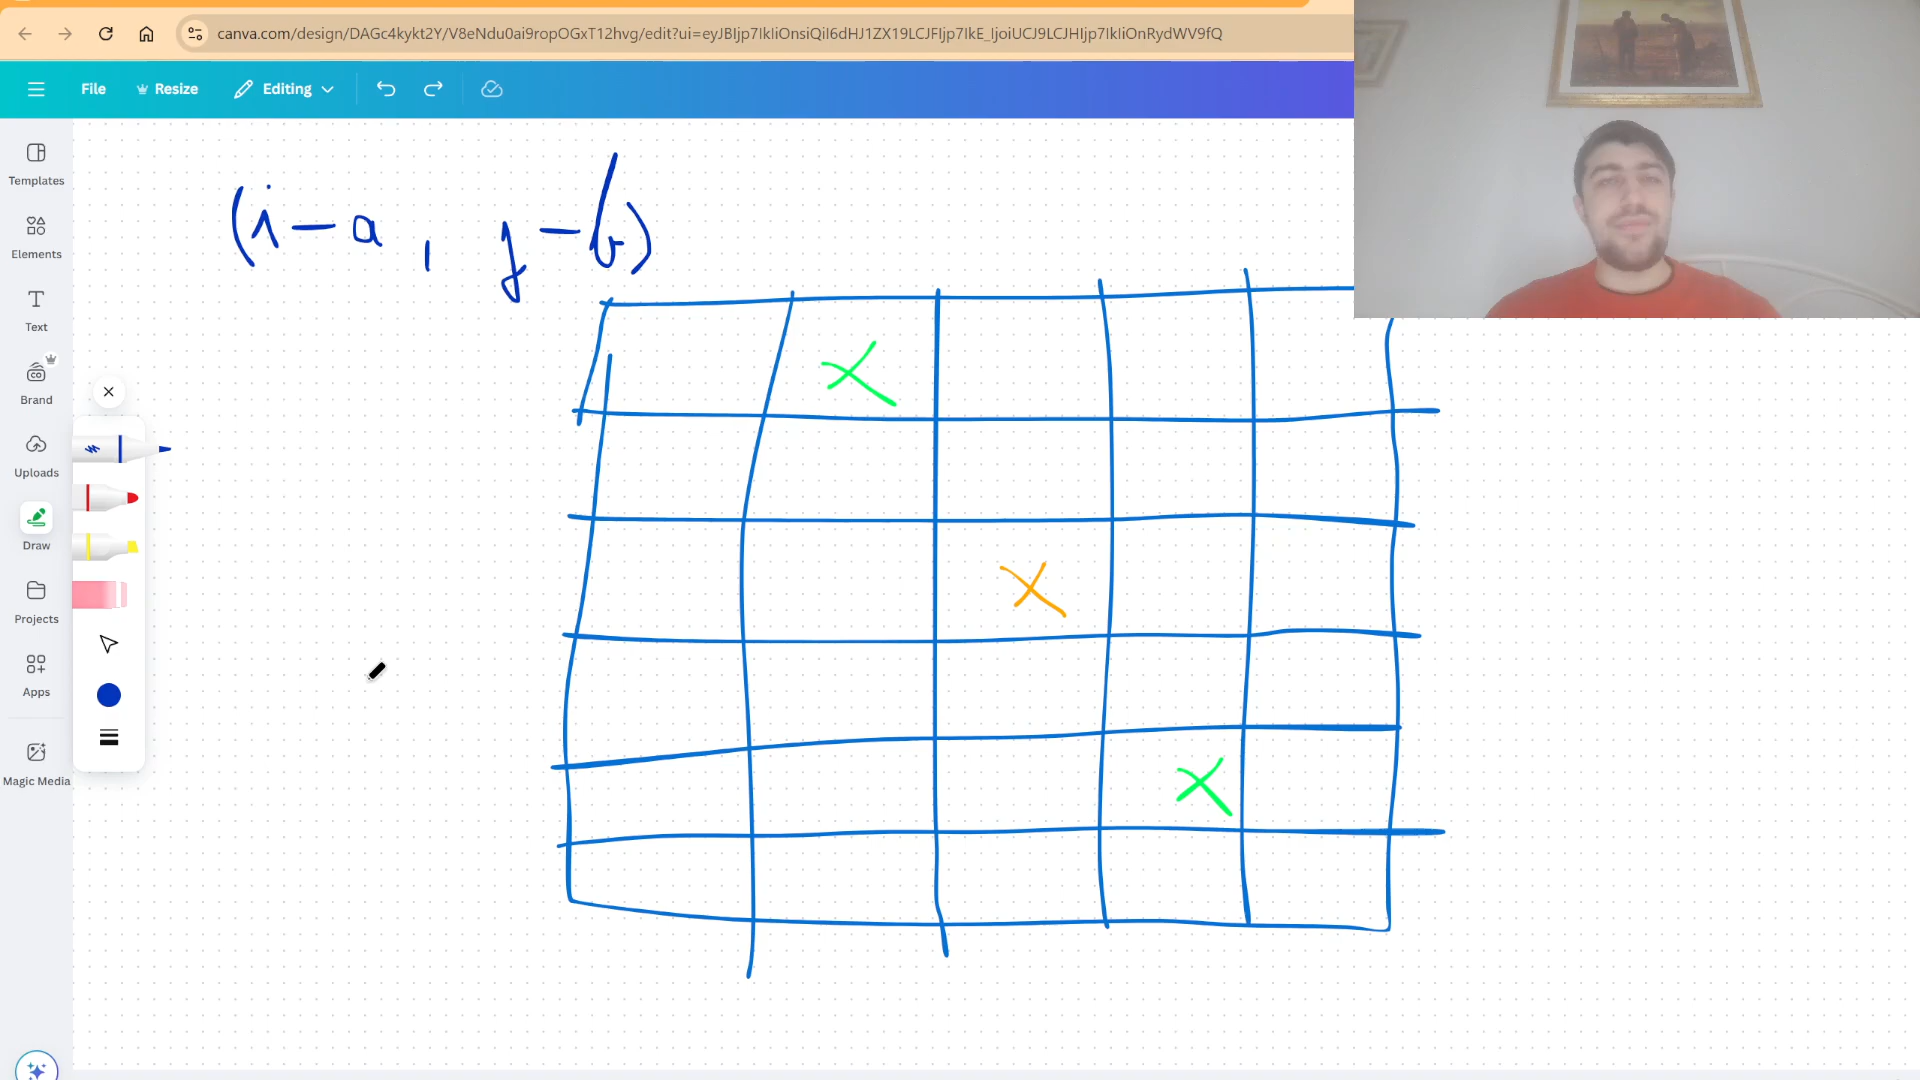 canva.com/design/DAGc4kykt2Y/V8eNdu0ai9ropOGxT12hvg/edit?ui=eyJBIjp7IkIiOnsiQiI6dHJ1ZX19LCJFIjp7IkE_IjoiUCJ9LCJHIjp7IkIiOnRydWV9fQ
File Resize Editing
Templates
Elements
Text
Brand
Uploads
Draw
Projects
Apps
Magic Media
(i-a, j-b)
X
X
X